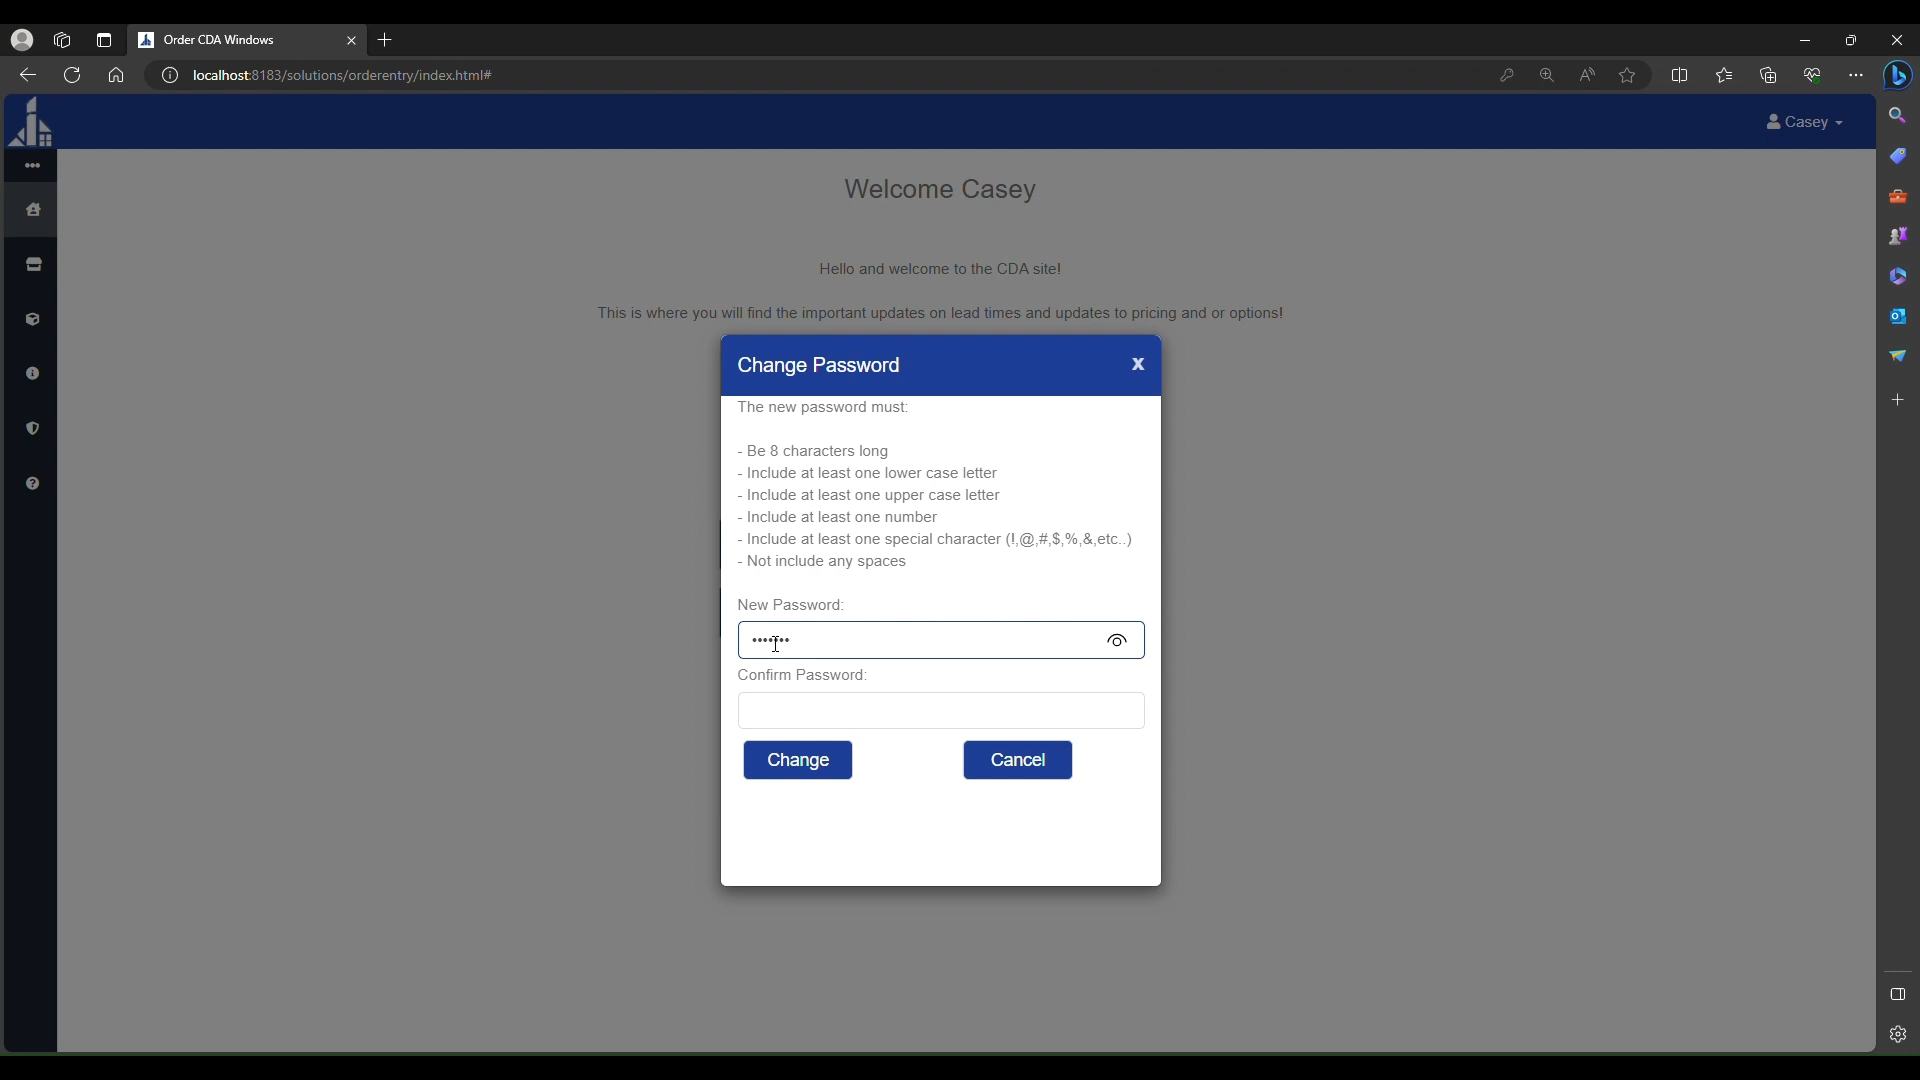 Order CDA Windows
localhost:8183/solutions/orderentry/index.html#
Casey
Welcome Casey
Hello and welcome to the CDA site!
This is where you will find the important updates on lead times and updates to pricing and or options!
Change Password
X
The new password must:
- Be 8 characters long
- Include at least one lower case letter
- Include at least one upper case letter
- Include at least one number
- Include at least one special character (!,@,#,$,%,&,etc..)
- Not include any spaces
New Password:
•••••••
Confirm Password:
Change
Cancel